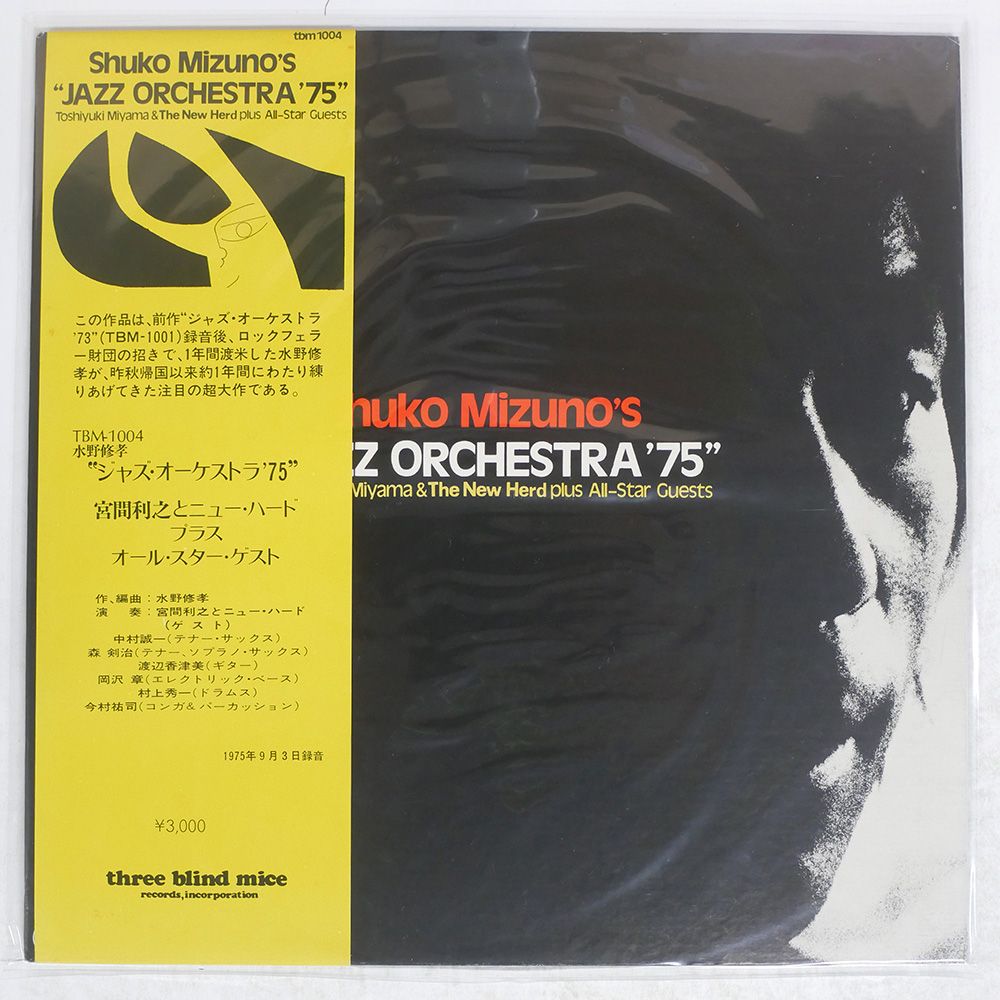 tbm 1004
Shuko Mizuno's
"JAZZ ORCHESTRA '75"
Toshiyuki Miyama & The New Herd plus All-Star Guests
この作品は、前作“ジャズ・オーケストラ
'73”(TBM-1001)録音後、ロックフェラ
ー財団の招きで、1年間渡米した水野修
孝が、昨秋帰国以来約1年間にわたり練
りあげてきた注目の超大作である。
TBM-1004
水野修孝
“ジャズ・オーケストラ'75”
宮間利之とニュー・ハード
プラス
オール・スター・ゲスト
作、編曲：水野修孝
演 奏：宮間利之とニュー・ハード
(ゲスト)
中村誠一(テナー・サックス)
森 剣治(テナー、ソプラノ・サックス)
渡辺香津美(ギター)
岡沢 章(エレクトリック・ベース)
村上秀一(ドラムス)
今村祐司(コンガ&パーカッション)
1975年9月3日録音
¥3,000
three blind mice
records, incorporation
huko Mizuno's
ZZ ORCHESTRA '75"
Miyama & The New Herd plus All-Star Guests